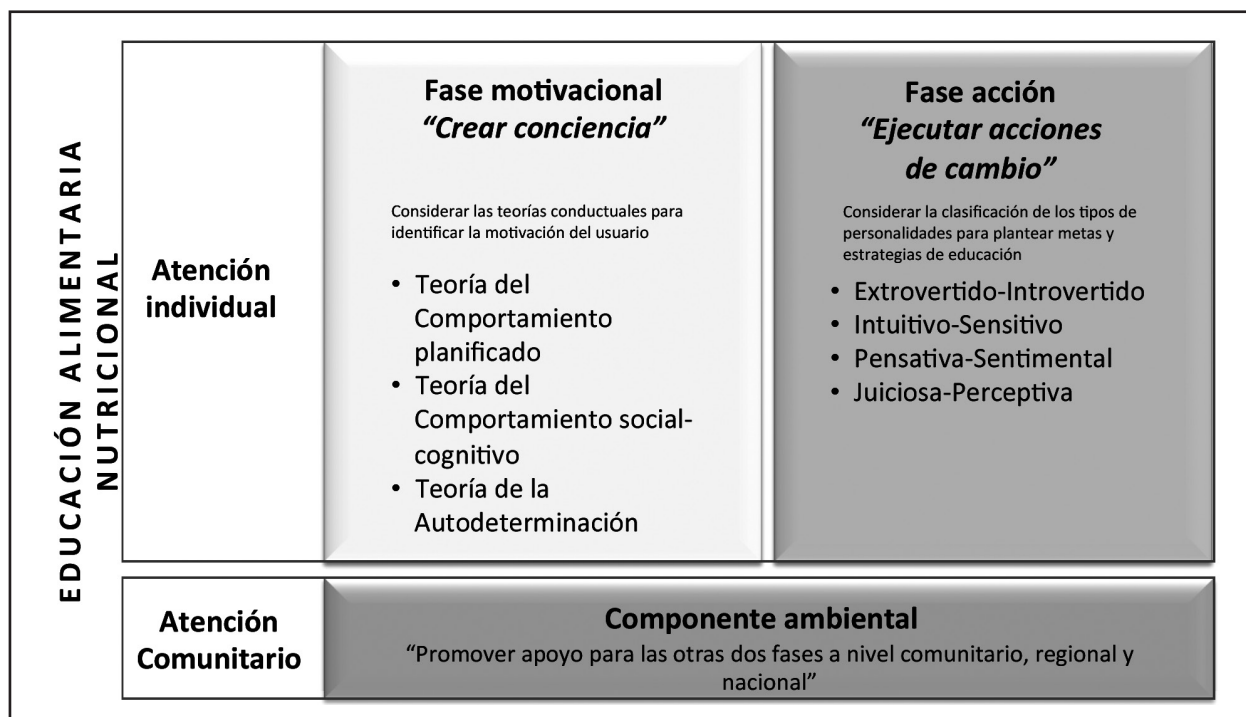 EDUCACIÓN ALIMENTARIA
NUTRICIONAL
Atención
individual
Fase motivacional
“Crear conciencia”
Considerar las teorías conductuales para
identificar la motivación del usuario
• Teoría del
Comportamiento
planificado
• Teoría del
Comportamiento social-
cognitivo
• Teoría de la
Autodeterminación
Fase acción
“Ejecutar acciones
de cambio”
Considerar la clasificación de los tipos de
personalidades para plantear metas y
estrategias de educación
• Extrovertido-Introvertido
• Intuitivo-Sensitivo
• Pensativa-Sentimental
• Juiciosa-Perceptiva
Atención
Comunitario
Componente ambiental
“Promover apoyo para las otras dos fases a nivel comunitario, regional y
nacional”